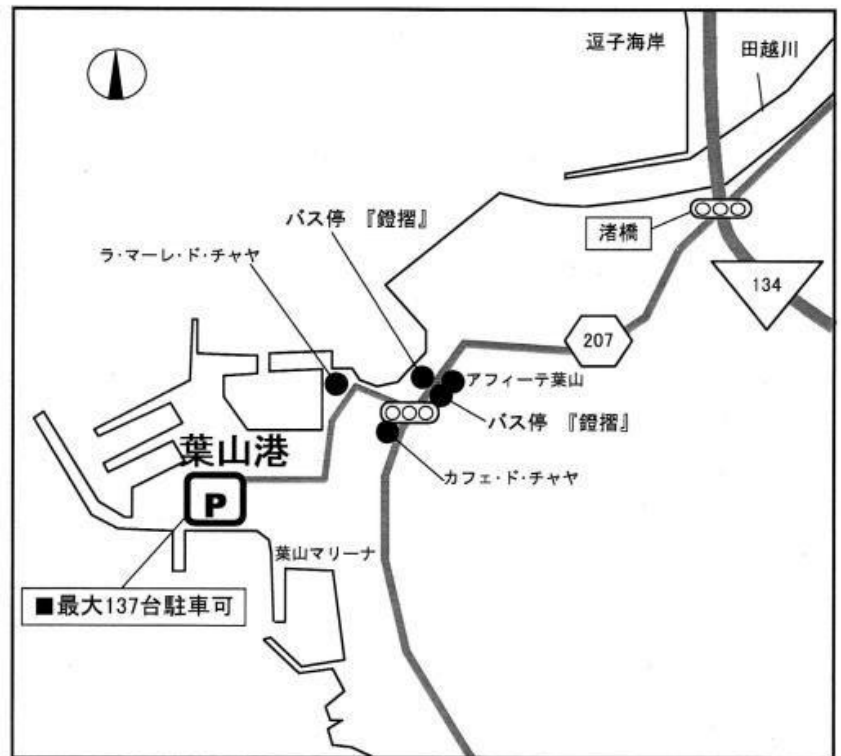 逗子海岸
田越川
バス停 『鐙摺』
渚橋
ラ・マーレ・ド・チャヤ
134
207
アフィーテ葉山
バス停 『鐙摺』
葉山港
カフェ・ド・チャヤ
P
葉山マリーナ
■最大137台駐車可